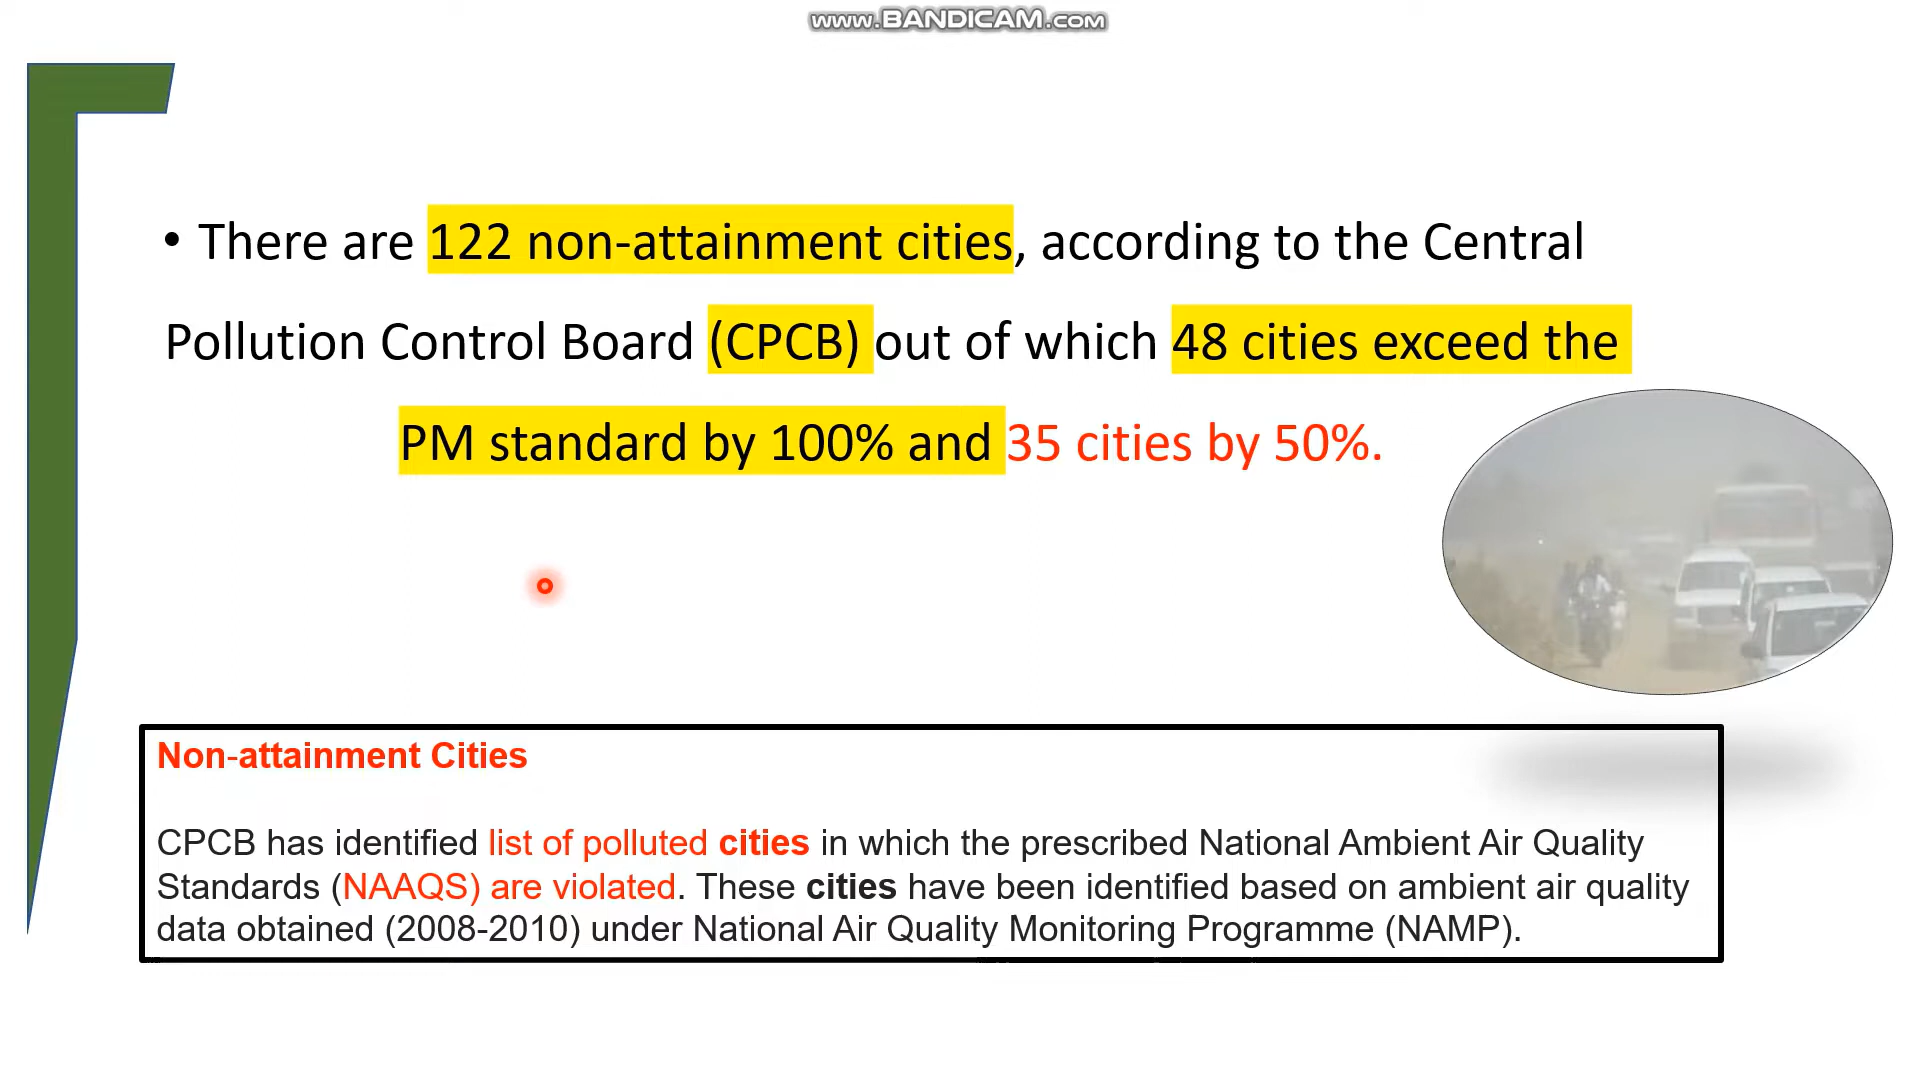 www.BANDICAM.com
• There are 122 non-attainment cities, according to the Central
Pollution Control Board (CPCB) out of which 48 cities exceed the
PM standard by 100% and 35 cities by 50%.
Non-attainment Cities
CPCB has identified list of polluted cities in which the prescribed National Ambient Air Quality
Standards (NAAQS) are violated. These cities have been identified based on ambient air quality
data obtained (2008-2010) under National Air Quality Monitoring Programme (NAMP).